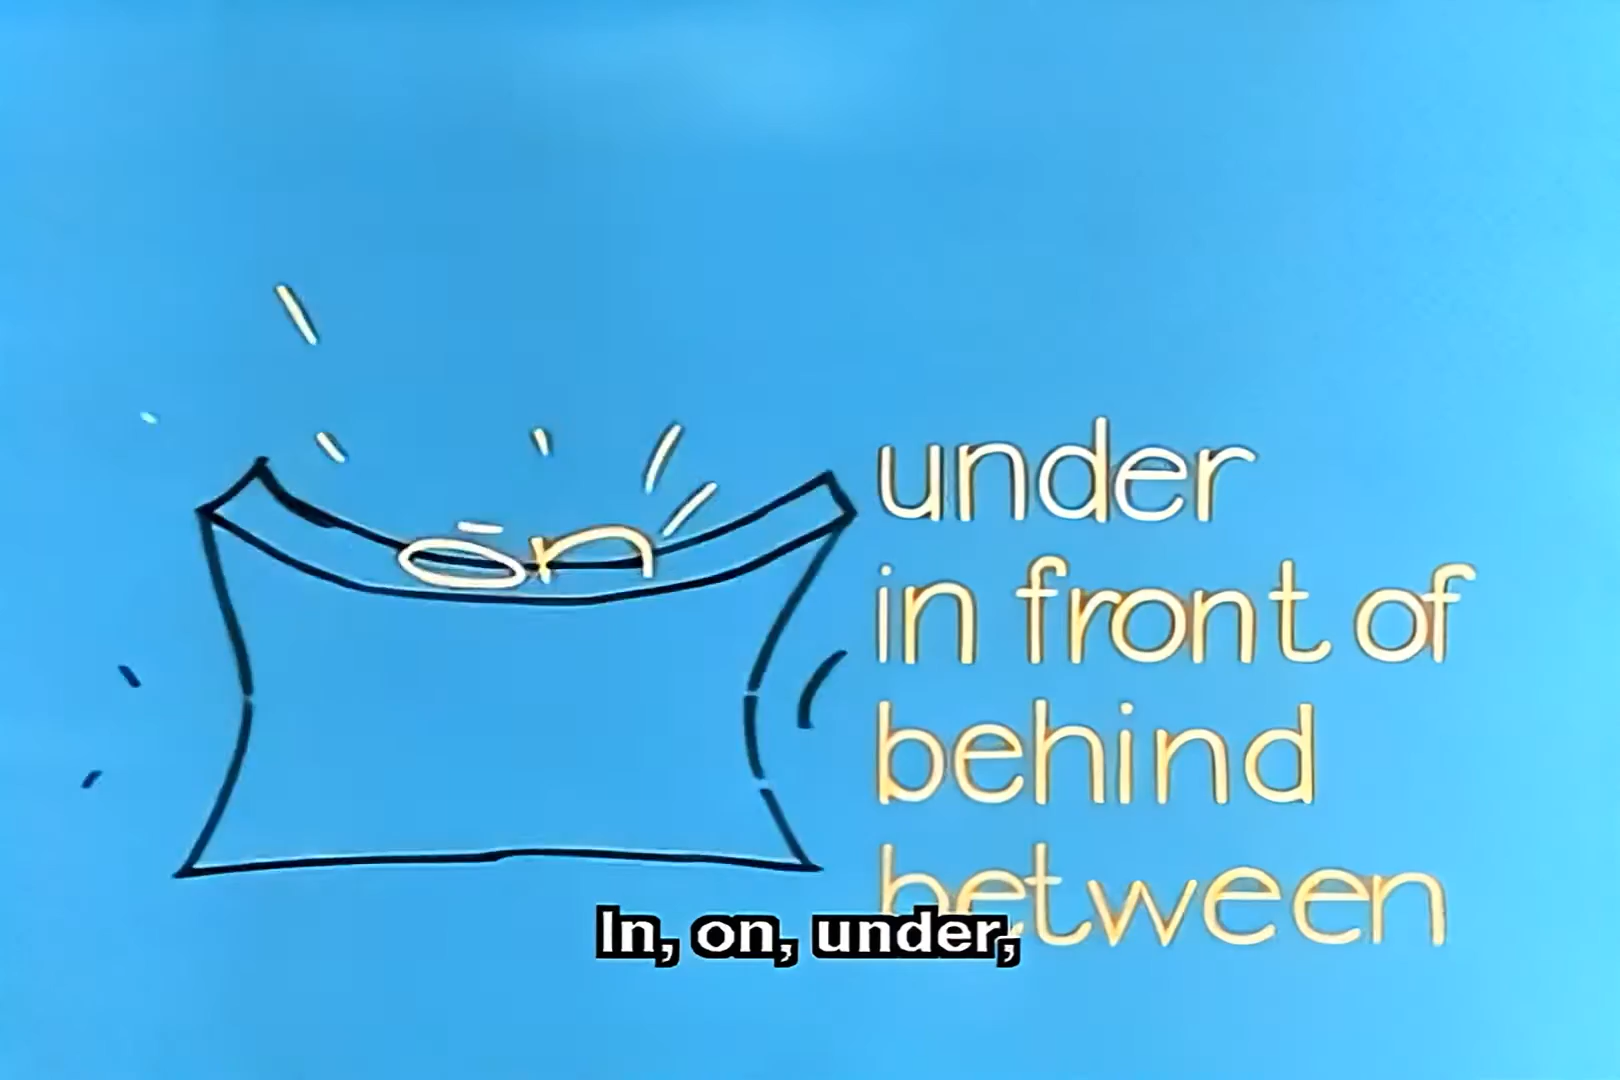 on
under
in front of
behind
between
In, on, under,